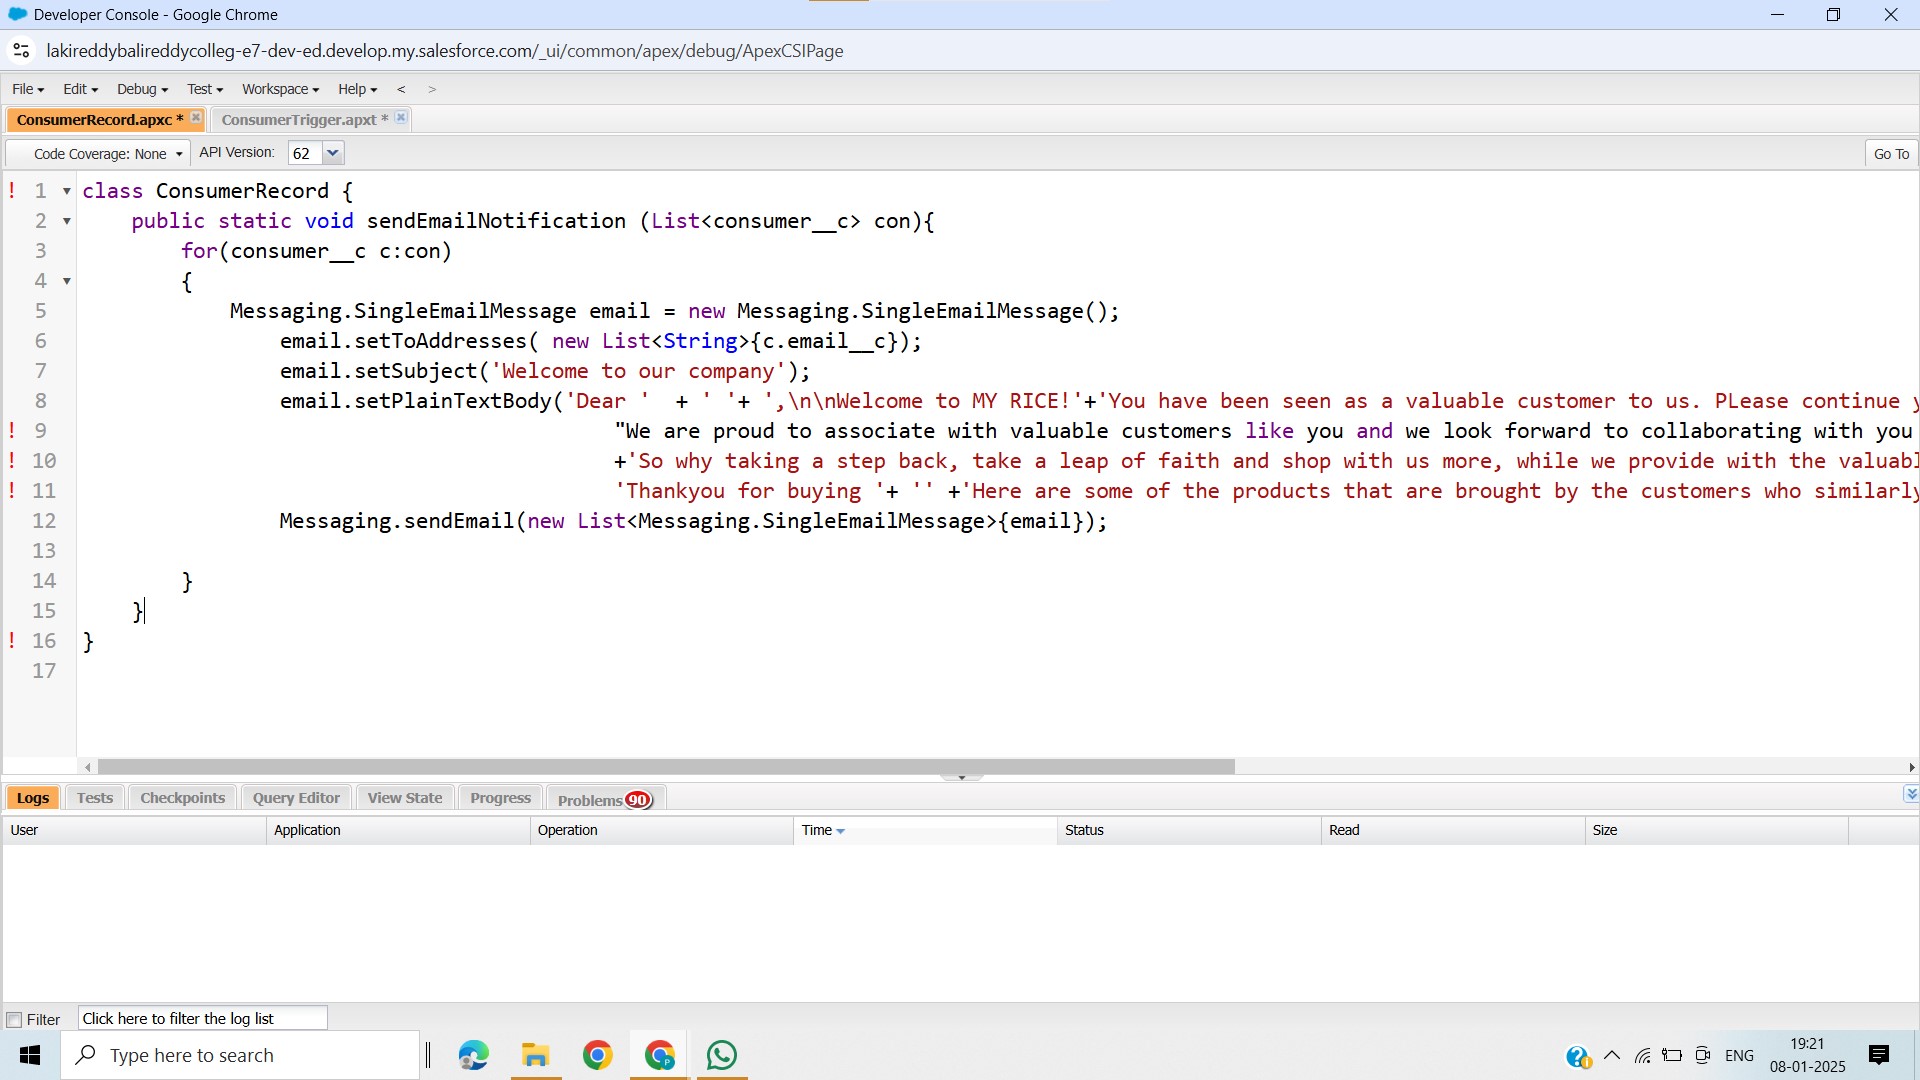 Developer Console - Google Chrome
lakireddybalireddycolleg-e7-dev-ed.develop.my.salesforce.com/_ui/common/apex/debug/ApexCSIPage
File Edit Debug Test Workspace Help < >
ConsumerRecord.apxc * ConsumerTrigger.apxt *
Code Coverage: None API Version: 62 Go To
! 1 class ConsumerRecord {
2 public static void sendEmailNotification (List<consumer__c> con){
3 for(consumer__c c:con)
4 {
5 Messaging.SingleEmailMessage email = new Messaging.SingleEmailMessage();
6 email.setToAddresses( new List<String>{c.email__c});
7 email.setSubject('Welcome to our company');
8 email.setPlainTextBody('Dear '  + ' '+ ',\n\nWelcome to MY RICE!'+'You have been seen as a valuable customer to us. PLease continue
! 9 "We are proud to associate with valuable customers like you and we look forward to collaborating with you
! 10 +'So why taking a step back, take a leap of faith and shop with us more, while we provide with the valuabl
! 11 'Thankyou for buying '+ '' +'Here are some of the products that are brought by the customers who similarly
12 Messaging.sendEmail(new List<Messaging.SingleEmailMessage>{email});
13
14 }
15 }
! 16 }
17
Logs Tests Checkpoints Query Editor View State Progress Problems 90
User Application Operation Time Status Read Size
Filter Click here to filter the log list
Type here to search ENG 19:21
08-01-2025